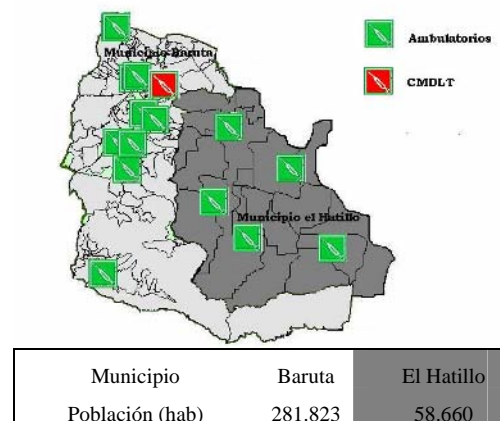 Municipio Baruta
Ambulatorios
CMDLT
Municipio el Hatillo
Municipio Baruta El Hatillo
Población (hab) 281.823 58.660